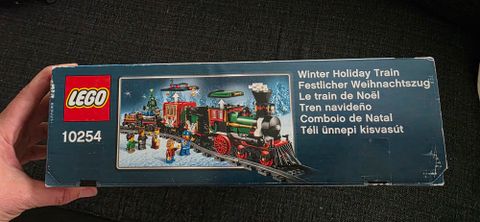 LEGO
10254
Winter Holiday Train
Festlicher Weihnachtszug
Le train de Noël
Tren navideño
Comboio de Natal
Téli ünnepi kisvasút